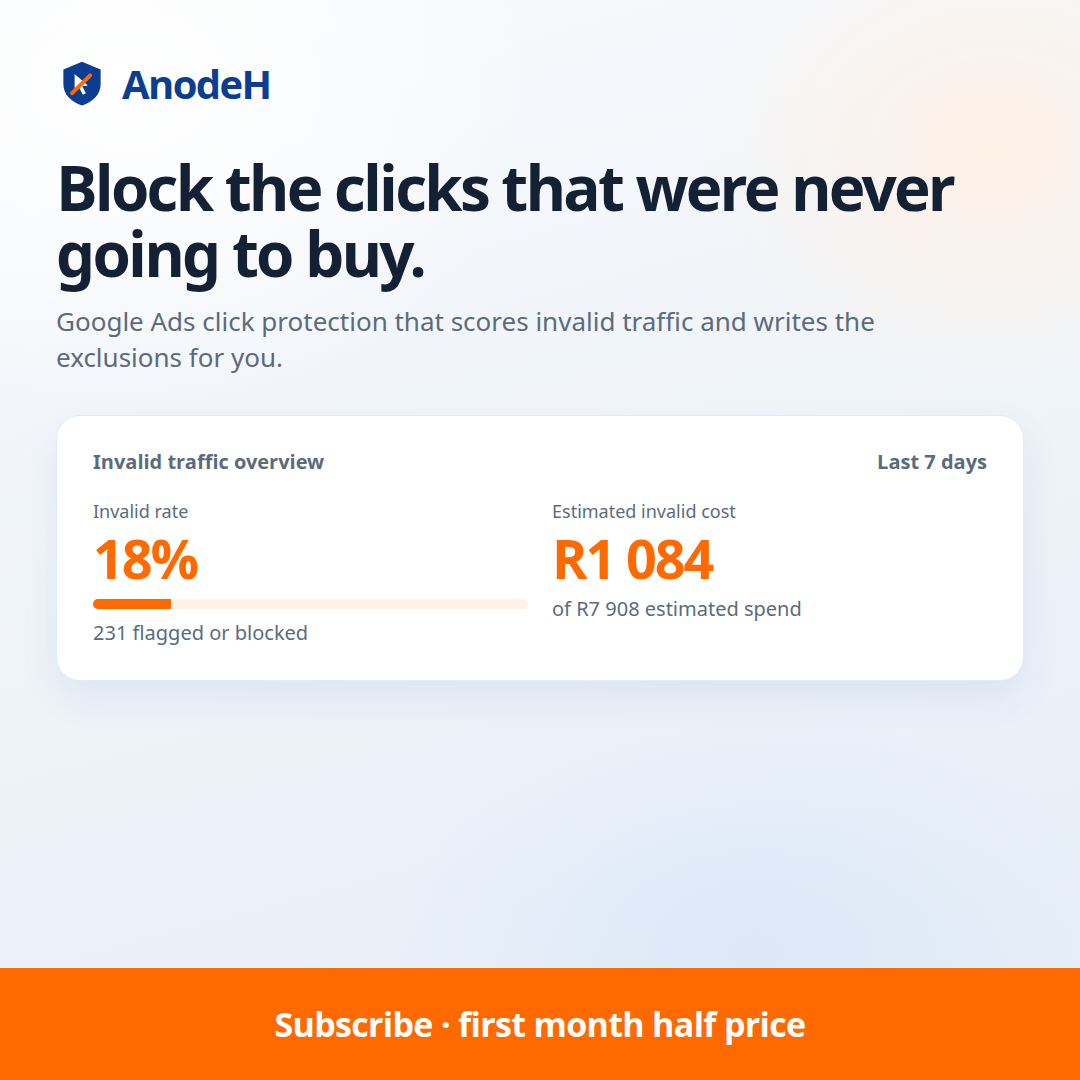 AnodeH
Block the clicks that were never
going to buy.
Google Ads click protection that scores invalid traffic and writes the
exclusions for you.
Invalid traffic overview
Last 7 days
Invalid rate
Estimated invalid cost
18%
R1 084
of R7 908 estimated spend
231 flagged or blocked
Subscribe · first month half price